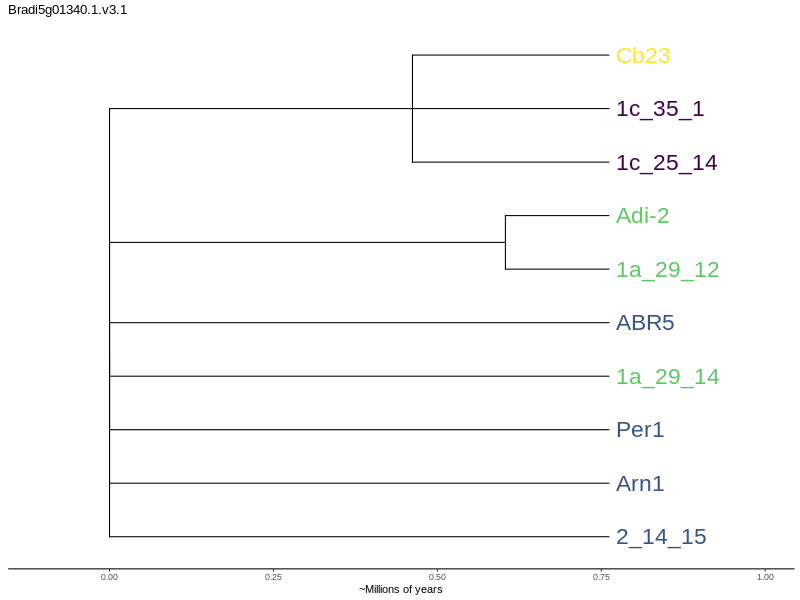 Bradi5g01340.1.v3.1
Cb23
1c_35_1
1c_25_14
Adi-2
1a_29_12
ABR5
1a_29_14
Per1
Arn1
2_14_15
0.00 0.25 0.50 0.75 1.00
~Millions of years